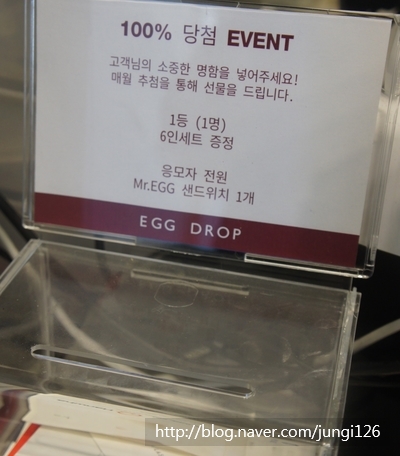 100% 당첨 EVENT
고객님의 소중한 명함을 넣어주세요!
매월 추첨을 통해 선물을 드립니다.
1등 (1명)
6인세트 증정
응모자 전원
Mr.EGG 샌드위치 1개
EGG DROP
http://blog.naver.com/jungi126